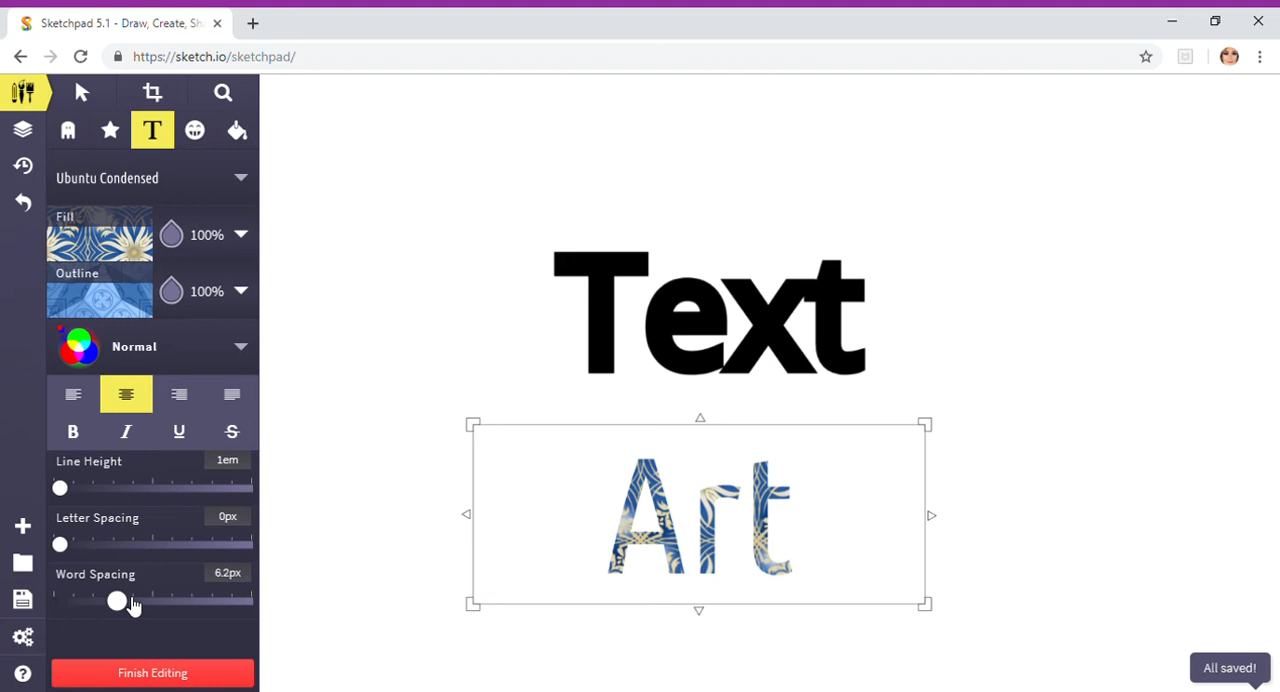 Sketchpad 5.1 - Draw, Create, Sh
https://sketch.io/sketchpad/
T
Ubuntu Condensed
Fill
100%
Outline
100%
Normal
B I U S
Line Height 1em
Letter Spacing 0px
Word Spacing 6.2px
Finish Editing
Text
Art
All saved!